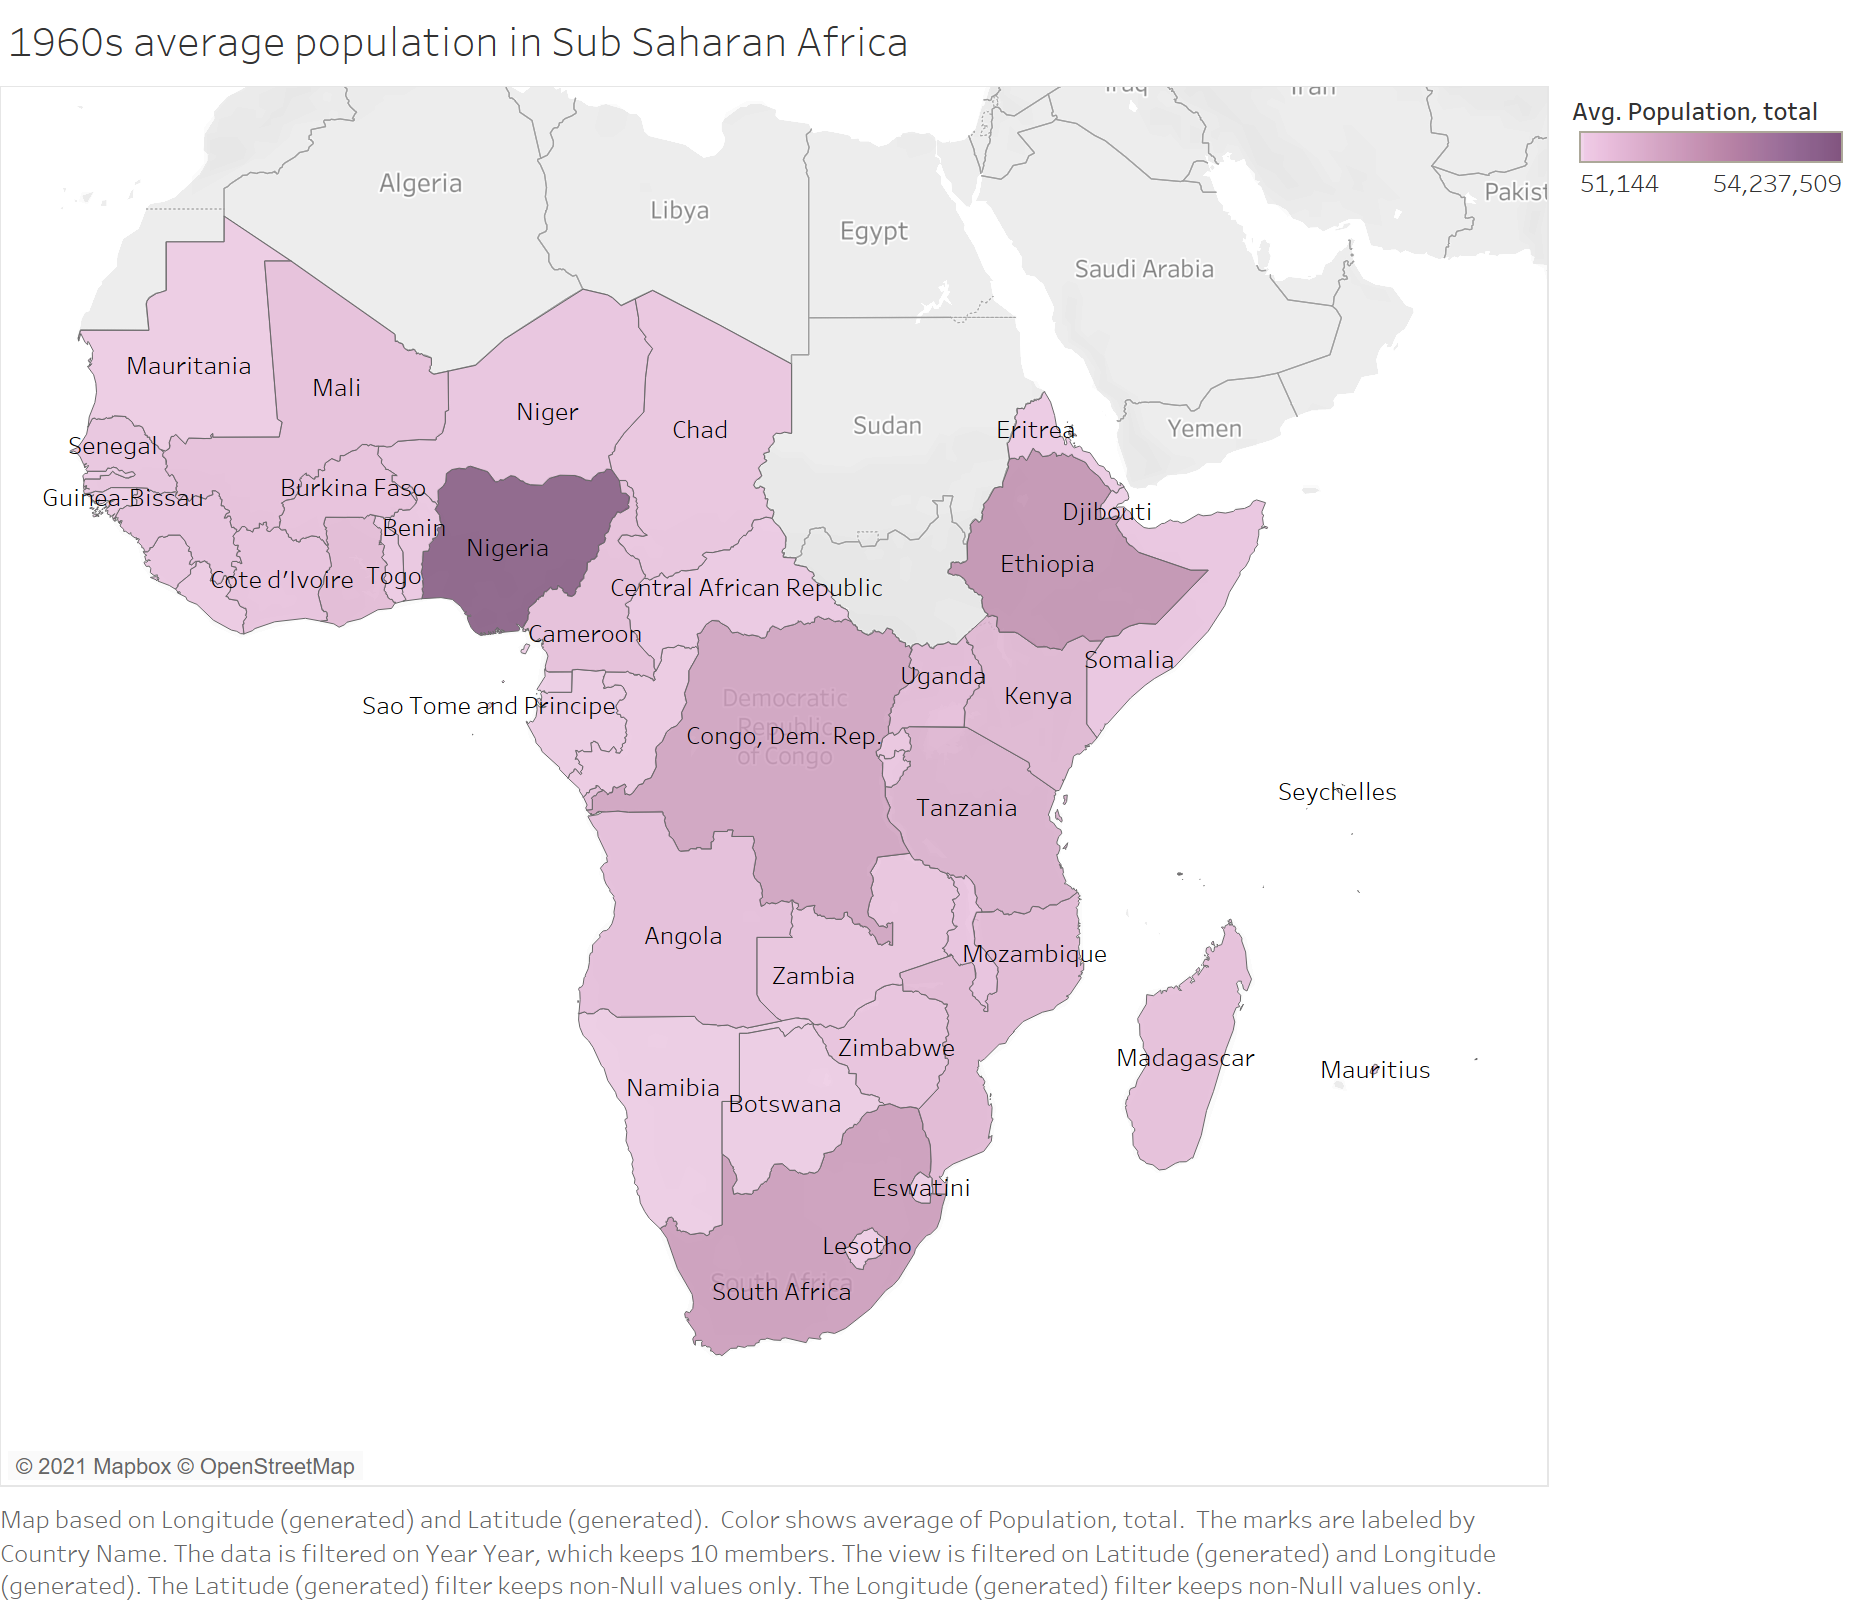 1960s average population in Sub Saharan Africa
Iraq
Iran
Avg. Population, total
51,144
54,237,509
Algeria
Libya
Egypt
Pakist
Saudi Arabia
Mauritania
Mali
Niger
Chad
Sudan
Eritrea
Yemen
Senegal
Burkina Faso
Guinea-Bissau
Benin
Djibouti
Nigeria
Ethiopia
Cote d'Ivoire
Togo
Central African Republic
Cameroon
Somalia
Uganda
Kenya
Sao Tome and Principe
Democratic
Republic
of Congo
Congo, Dem. Rep.
Seychelles
Tanzania
Angola
Mozambique
Zambia
Zimbabwe
Madagascar
Mauritius
Namibia
Botswana
Eswatini
Lesotho
South Africa
South Africa
© 2021 Mapbox © OpenStreetMap
Map based on Longitude (generated) and Latitude (generated).  Color shows average of Population, total.  The marks are labeled by
Country Name. The data is filtered on Year Year, which keeps 10 members. The view is filtered on Latitude (generated) and Longitude
(generated). The Latitude (generated) filter keeps non-Null values only. The Longitude (generated) filter keeps non-Null values only.